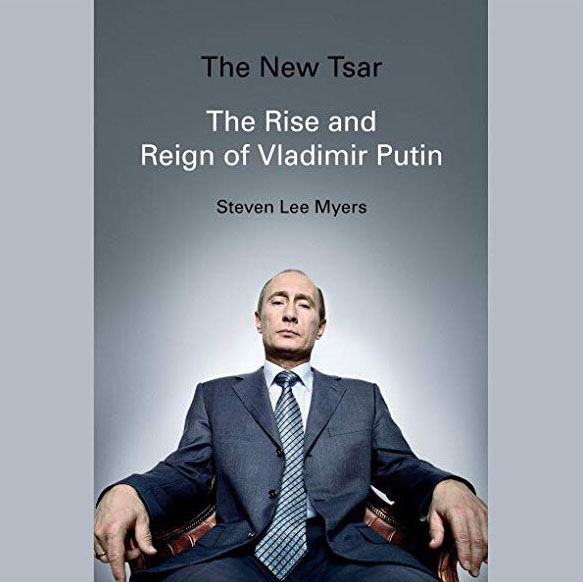 The New Tsar
The Rise and
Reign of Vladimir Putin
Steven Lee Myers